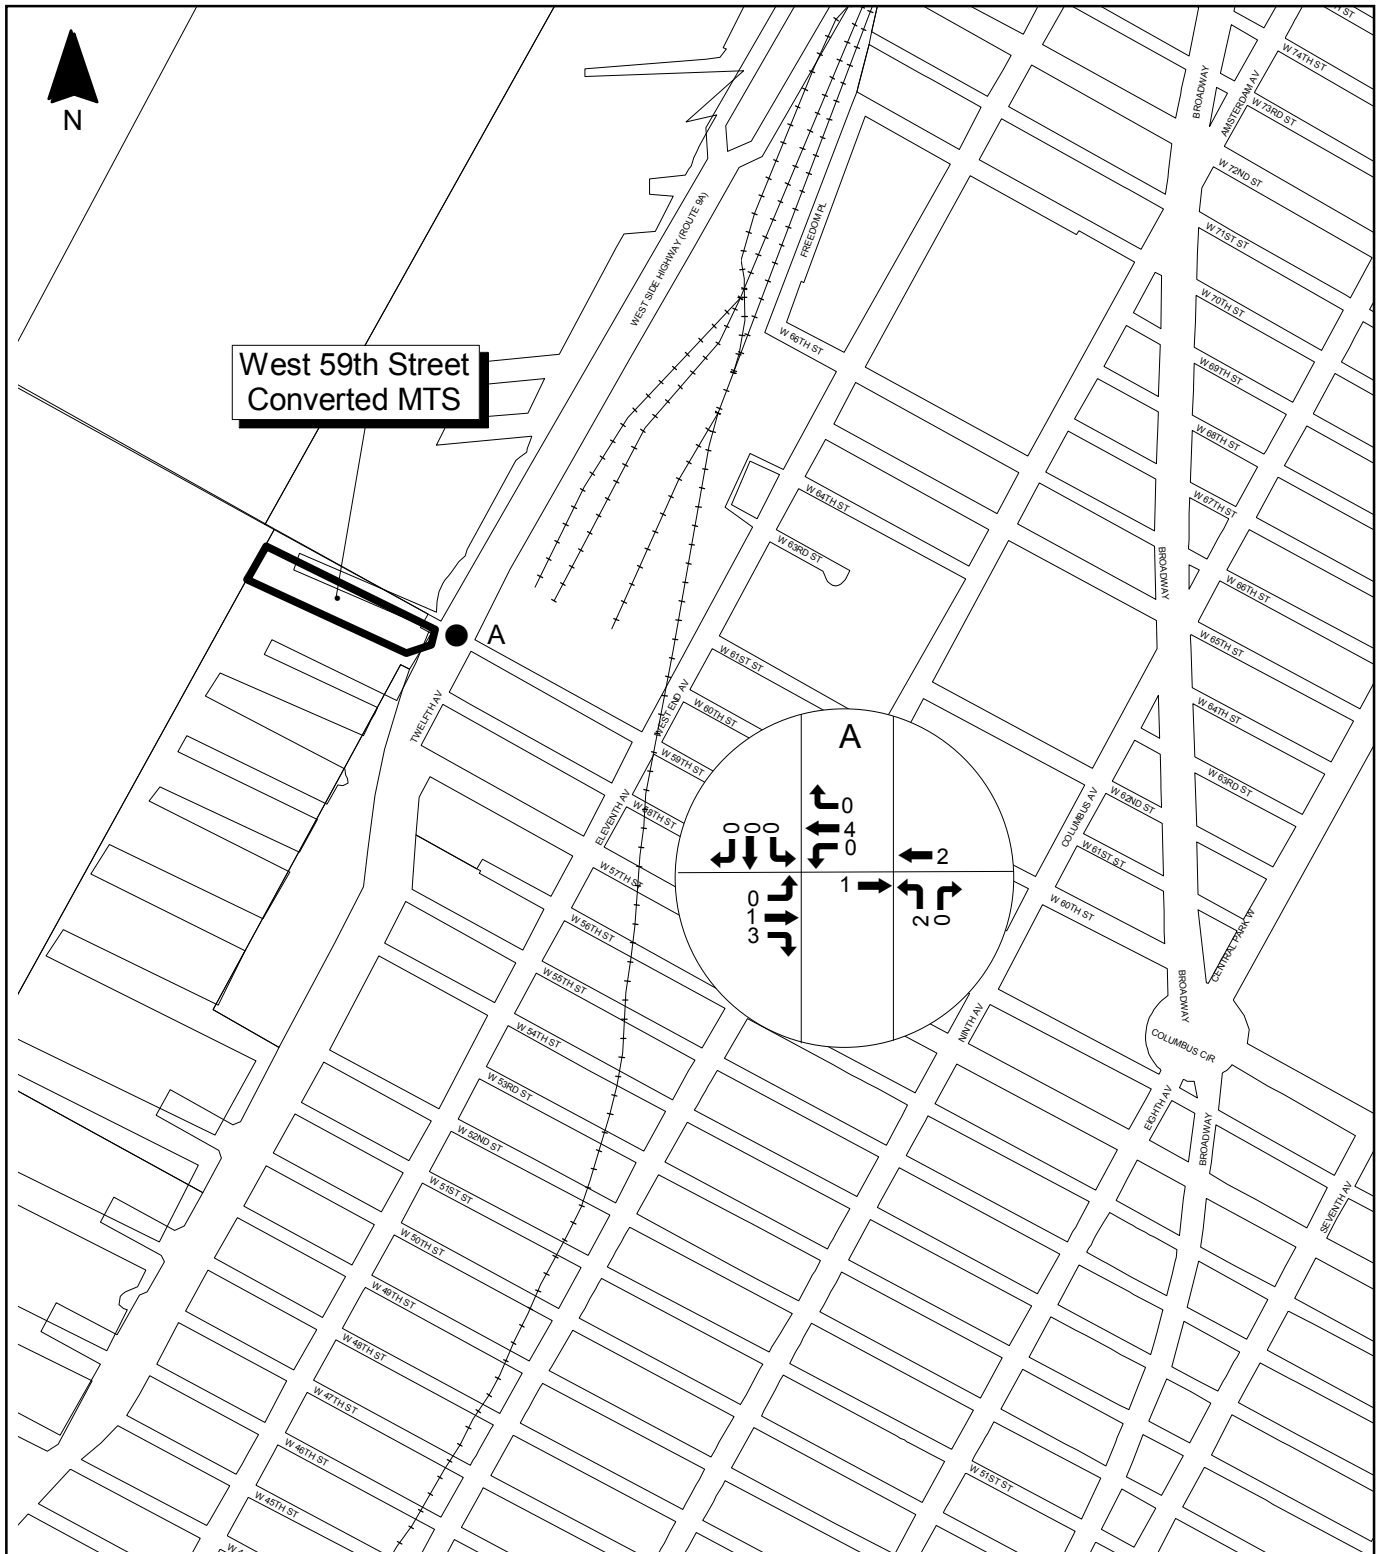 N
West 59th Street
Converted MTS
A
WEST SIDE HIGHWAY (ROUTE 9A)
FREEDOM PL
BROADWAY
AMSTERDAM AV
W 74TH ST
W 73RD ST
W 72ND ST
W 71ST ST
W 70TH ST
W 69TH ST
W 68TH ST
W 67TH ST
W 66TH ST
W 65TH ST
W 64TH ST
W 63RD ST
W 66TH ST
W 64TH ST
W 63RD ST
W 61ST ST
W 60TH ST
W 59TH ST
W 58TH ST
W 57TH ST
W 56TH ST
W 55TH ST
W 54TH ST
W 53RD ST
W 52ND ST
W 51ST ST
W 50TH ST
W 49TH ST
W 48TH ST
W 47TH ST
W 46TH ST
W 45TH ST
TWELFTH AV
WEST END AV
ELEVENTH AV
BROADWAY
COLUMBUS AV
W 62ND ST
W 61ST ST
W 60TH ST
CENTRAL PARK W
BROADWAY
COLUMBUS CIR
NINTH AV
EIGHTH AV
BROADWAY
SEVENTH AV
W 51ST ST
A
0
4
0
0 0 0
2
1
0
1
3
2 0